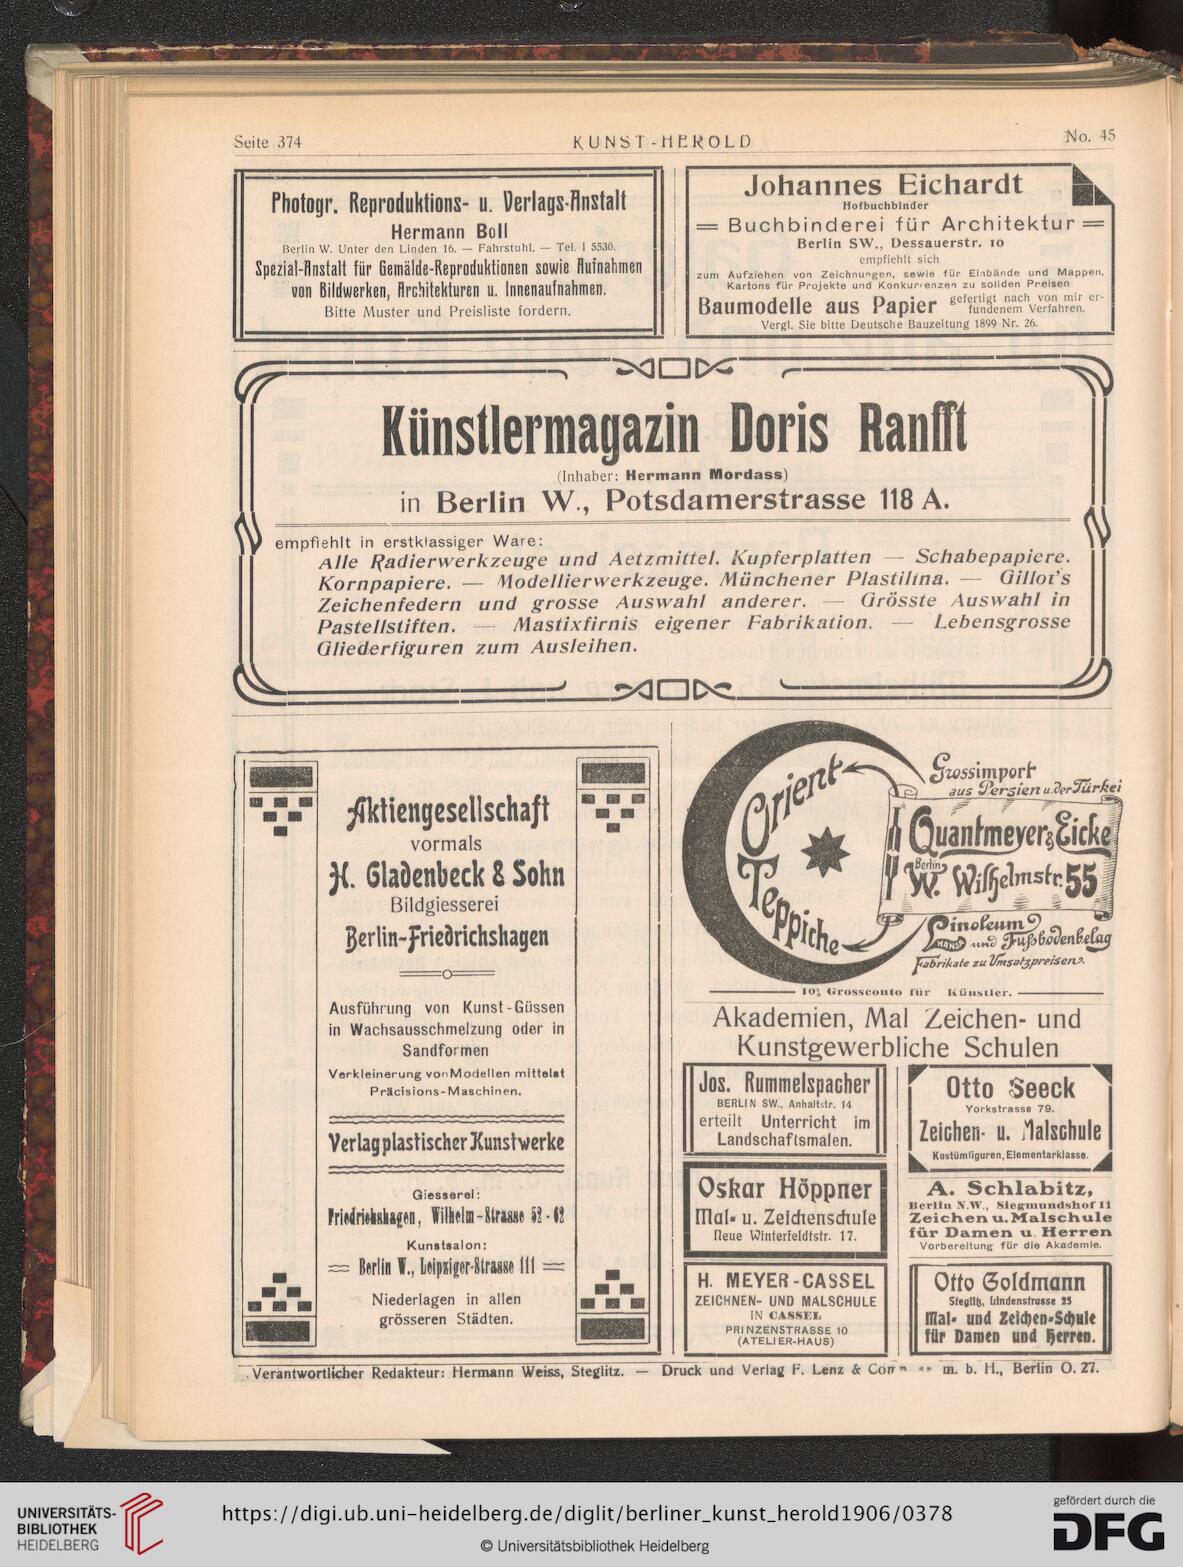 Seite 374
KUNST-HEROLD
No. 45
Photogr. Reproduktions- u. Verlags-Anstalt
Hermann Boll
Berlin W. Unter den Linden 16. — Fahrstuhl. — Tel. I 5530.
Spezial-Anstalt für Gemälde-Reproduktionen sowie Aufnahmen
von Bildwerken, Architekturen u. Innenaufnahmen.
Bitte Muster und Preisliste fordern.
Johannes Eichardt
Hofbuchbinder
= Buchbinderei für Architektur =
Berlin SW., Dessauerstr. 10
empfiehlt sich
zum Aufziehen von Zeichnungen, sewie für Einbände und Mappen,
Kartons für Projekte und Konkurrenzen zu soliden Preisen
Baumodelle aus Papier gefertigt nach von mir er-
fundenem Verfahren.
Vergl. Sie bitte Deutsche Bauzeitung 1899 Nr. 26.
Künstlermagazin Doris Ranfft
(Inhaber: Hermann Mordass)
in Berlin W., Potsdamerstrasse 118 A.
empfiehlt in erstklassiger Ware:
Alle Radierwerkzeuge und Aetzmittel. Kupferplatten — Schabepapiere.
Kornpapiere. — Modellierwerkzeuge. Münchener Plastilina. — Gillot's
Zeichenfedern und grosse Auswahl anderer. — Grösste Auswahl in
Pastellstiften. — Mastixfirnis eigener Fabrikation. — Lebensgrosse
Gliederfiguren zum Ausleihen.
Aktiengesellschaft
vormals
H. Gladenbeck & Sohn
Bildgiesserei
Berlin-Friedrichshagen
Ausführung von Kunst-Güssen
in Wachsausschmelzung oder in
Sandformen
Verkleinerung von Modellen mittelst
Präcisions-Maschinen.
Verlag plastischer Kunstwerke
Giesserei:
Friedrichshagen, Wilhelm-Strasse 52-62
Kunstsalon:
Berlin W., Leipziger-Strasse 111
Niederlagen in allen
grösseren Städten.
Orient
Teppiche
Grossimport
aus Persien u. der Türkei
Quantmeyer & Eicke
Berlin
W. Wilhelmstr. 55
Linoleum
HANSA und Fußbodenbelag
Fabrikate zu Umsatzpreisen.
10% Grossconto für Künstler.
Akademien, Mal Zeichen- und
Kunstgewerbliche Schulen
Jos. Rummelspacher
BERLIN SW., Anhaltstr. 14
erteilt Unterricht im
Landschaftsmalen.
Otto Seeck
Yorkstrasse 79.
Zeichen- u. Malschule
Kostümfiguren, Elementarklasse.
Oskar Höppner
Mal- u. Zeichenschule
Neue Winterfeldtstr. 17.
A. Schlabitz,
Berlin N.W., Siegmundshof 11
Zeichen u. Malschule
für Damen u. Herren
Vorbereitung für die Akademie.
H. MEYER-CASSEL
ZEICHNEN- UND MALSCHULE
IN CASSEL
PRINZENSTRASSE 10
(ATELIER-HAUS)
Otto Goldmann
Steglitz, Lindenstrasse 25
Mal- und Zeichen-Schule
für Damen und Herren.
Verantwortlicher Redakteur: Hermann Weiss, Steglitz. — Druck und Verlag F. Lenz & m. b. H., Berlin O. 27.
UNIVERSITÄTS-
BIBLIOTHEK
HEIDELBERG
https://digi.ub.uni-heidelberg.de/diglit/berliner_kunst_herold1906/0378
© Universitätsbibliothek Heidelberg
gefördert durch die
DFG